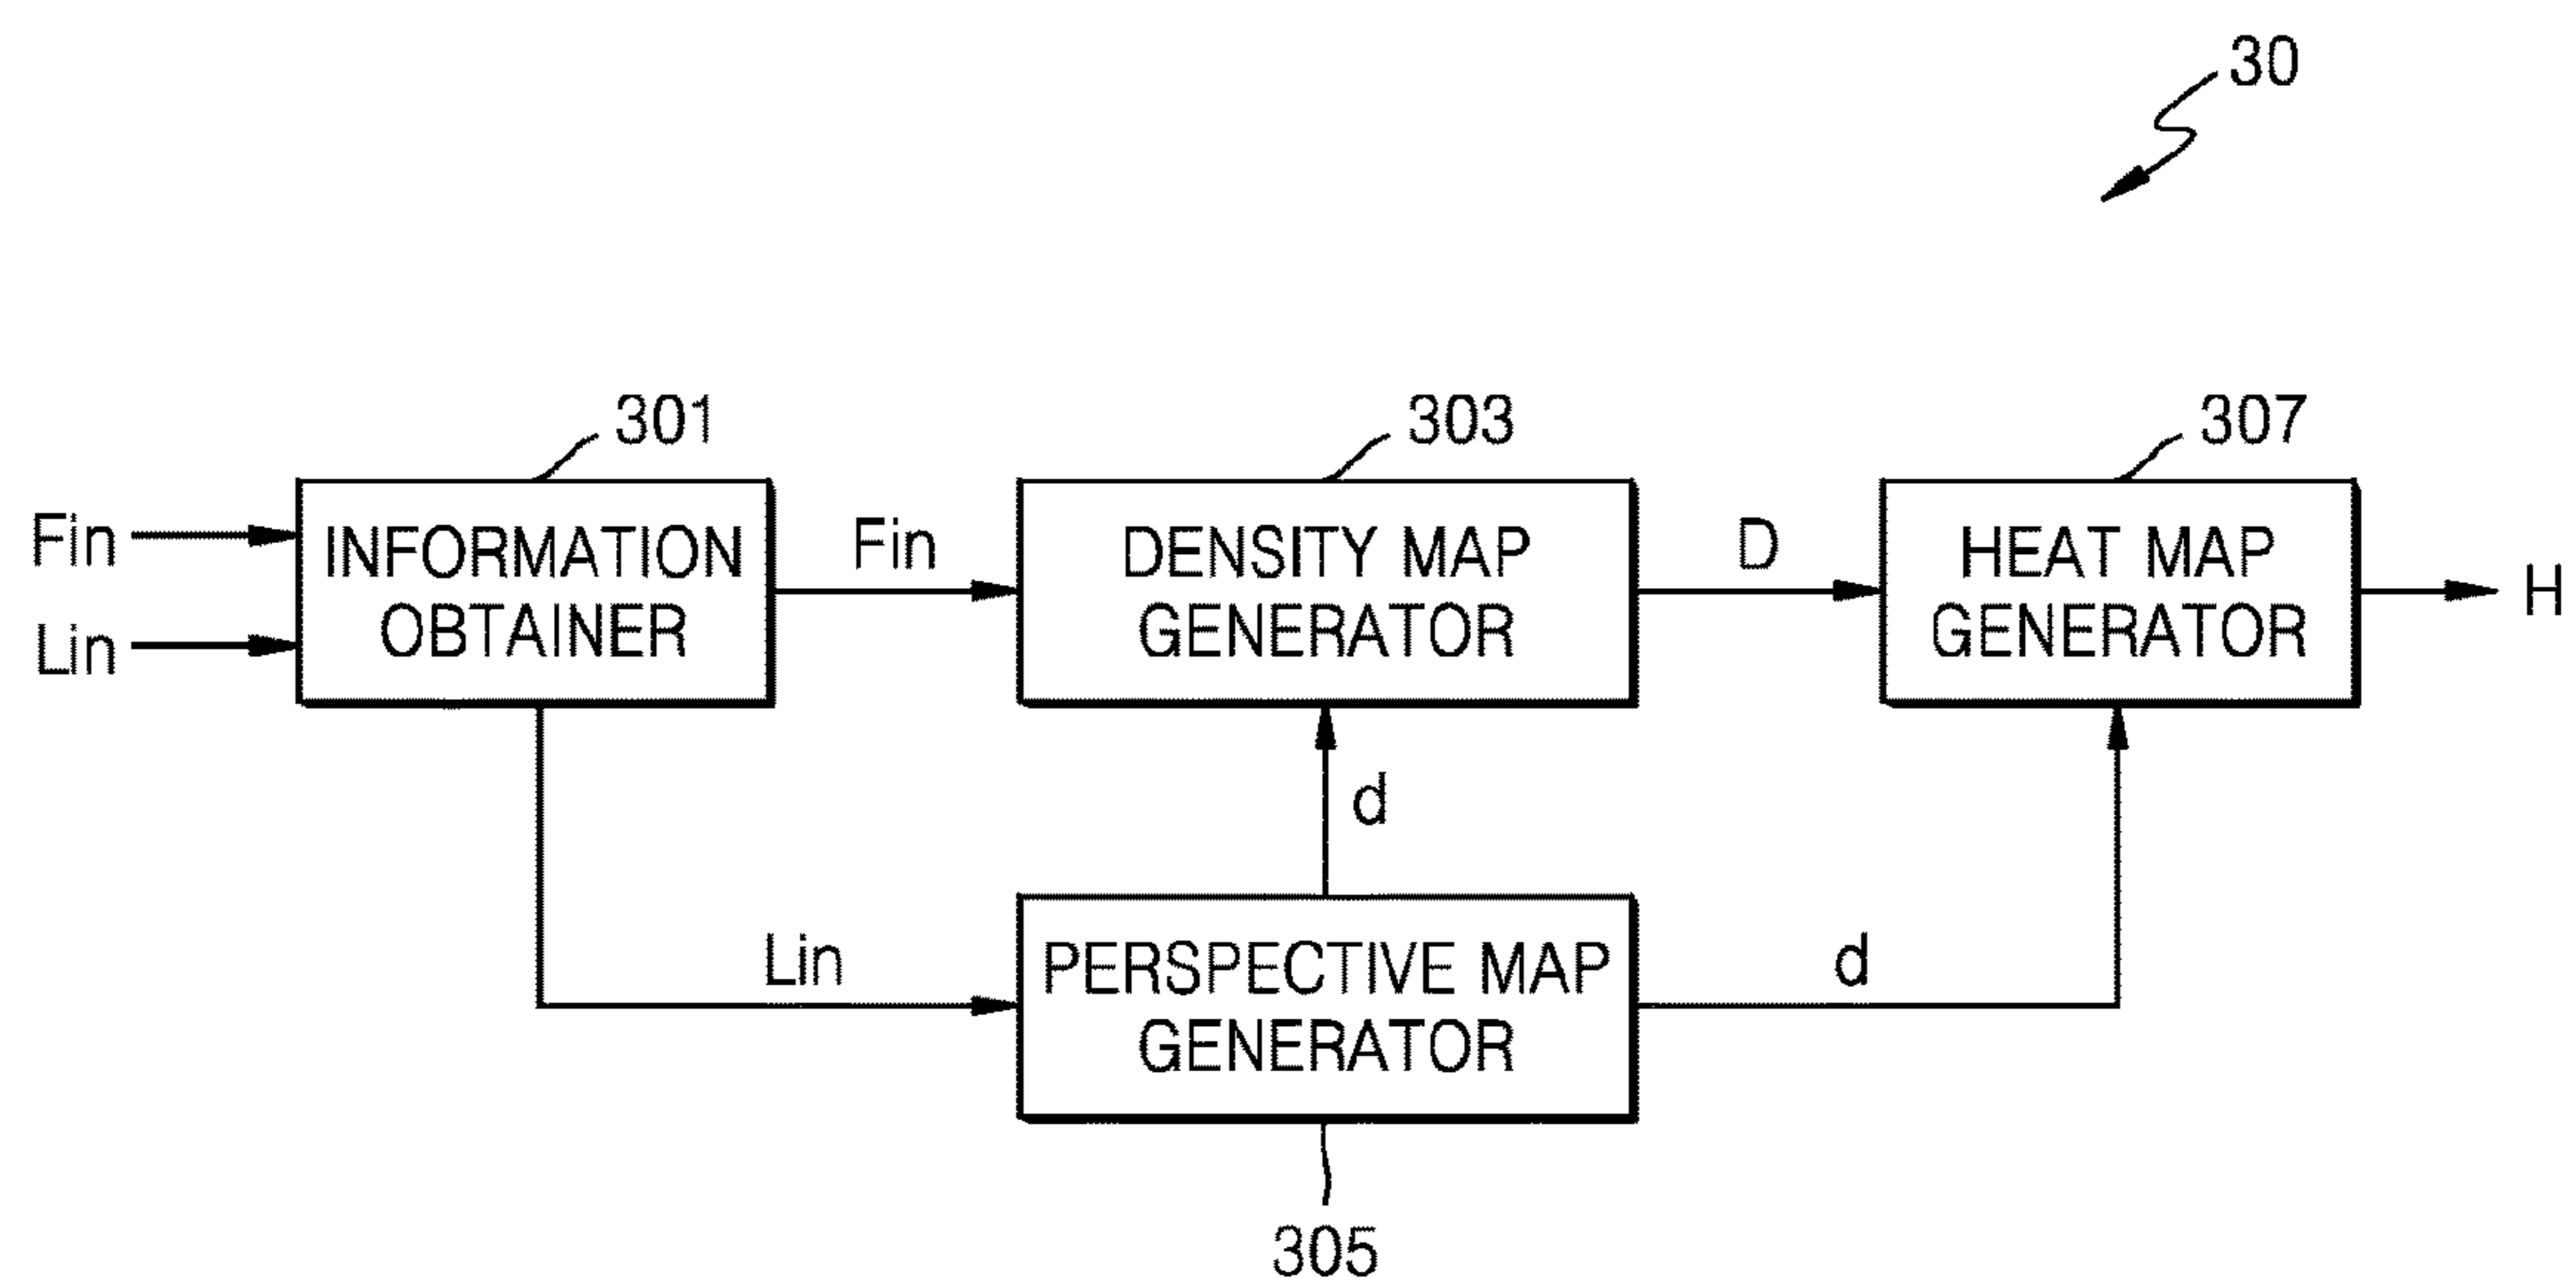 30
301
303
307
Fin
Lin
INFORMATION
OBTAINER
Fin
DENSITY MAP
GENERATOR
D
HEAT MAP
GENERATOR
H
d
Lin
PERSPECTIVE MAP
GENERATOR
d
305